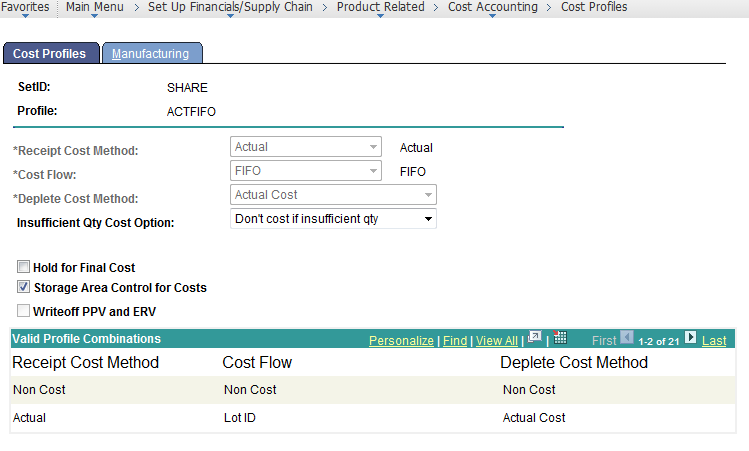 Favorites Main Menu > Set Up Financials/Supply Chain > Product Related > Cost Accounting > Cost Profiles
Cost Profiles Manufacturing
SetID: SHARE
Profile: ACTFIFO
*Receipt Cost Method: Actual Actual
*Cost Flow: FIFO FIFO
*Deplete Cost Method: Actual Cost
Insufficient Qty Cost Option: Don't cost if insufficient qty
Hold for Final Cost
Storage Area Control for Costs
Writeoff PPV and ERV
Valid Profile Combinations Personalize | Find | View All | | First 1-2 of 21 Last
Receipt Cost Method Cost Flow Deplete Cost Method
Non Cost Non Cost Non Cost
Actual Lot ID Actual Cost